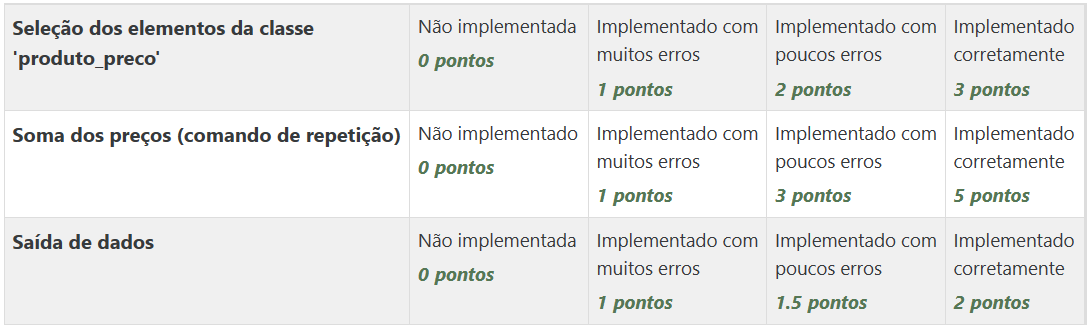 Seleção dos elementos da classe
'produto_preco'
Não implementada
0 pontos
Implementado com
muitos erros
1 pontos
Implementado com
poucos erros
2 pontos
Implementado
corretamente
3 pontos
Soma dos preços (comando de repetição)
Não implementado
0 pontos
Implementado com
muitos erros
1 pontos
Implementado com
poucos erros
3 pontos
Implementado
corretamente
5 pontos
Saída de dados
Não implementada
0 pontos
Implementado com
muitos erros
1 pontos
Implementado com
poucos erros
1.5 pontos
Implementado
corretamente
2 pontos